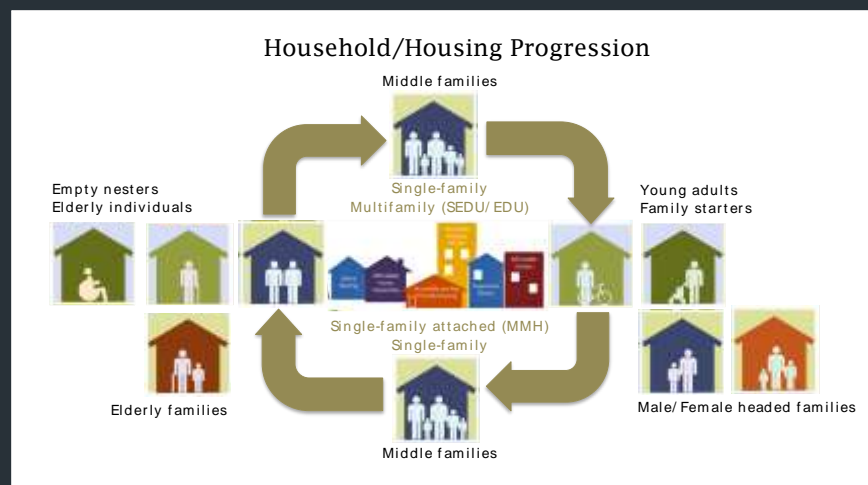 Household/Housing Progression
Middle families
Single-family
Multifamily (SEDU/EDU)
Empty nesters
Elderly individuals
Young adults
Family starters
Single-family attached (MMH)
Single-family
Elderly families
Male/Female headed families
Middle families